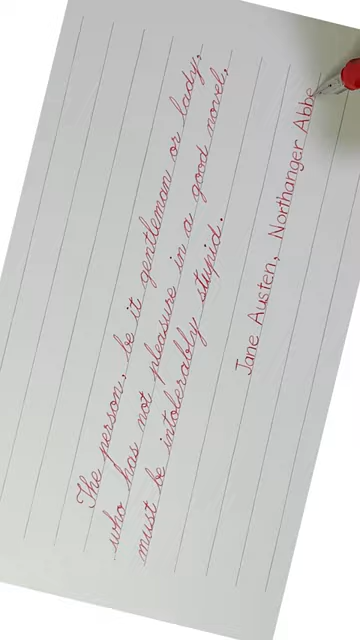 The person, be it gentleman or lady,
who has not pleasure in a good novel,
must be intolerably stupid.
Jane Austen, Northanger Abbe